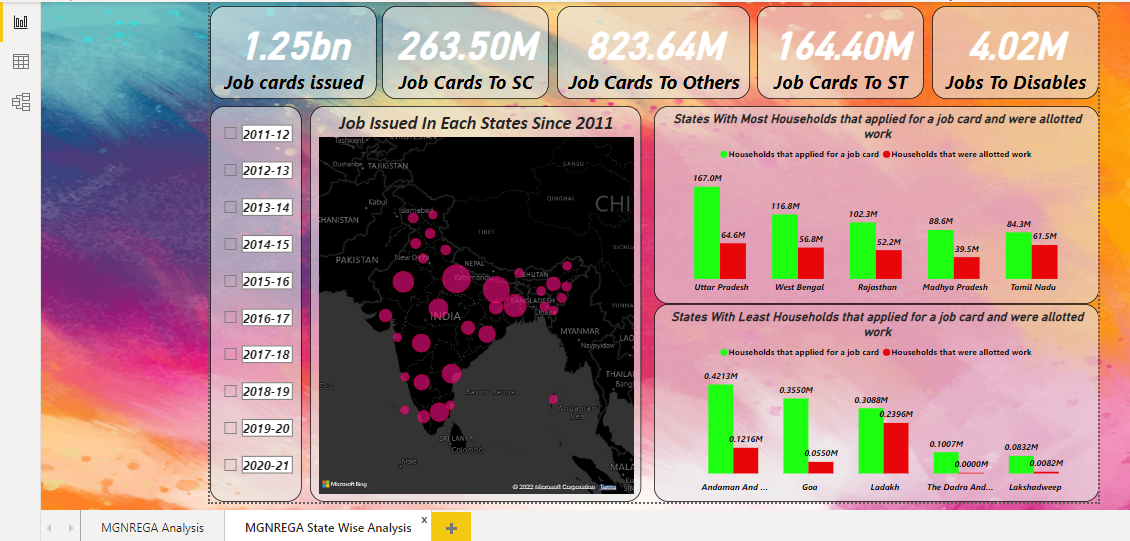 1.25bn
Job cards issued
263.50M
Job Cards To SC
823.64M
Job Cards To Others
164.40M
Job Cards To ST
4.02M
Jobs To Disables
2011-12
2012-13
2013-14
2014-15
2015-16
2016-17
2017-18
2018-19
2019-20
2020-21
Job Issued In Each States Since 2011
Tashkent
Dushanbe
TAJIKISTAN
GANSU
Kabul
Islamabad
QINGHAI
CHI
GHANISTAN
TIBET
SICHU
PAKISTAN
New Delhi
NEPAL
Kathmandu
BHUTAN
BANGLADESH
Dhaka
YUNNA
INDIA
MYANMAR
LAO
Naypyidaw
THAILA
Bang
Bay of Bengal
Andaman
Sea
SRI LANKA
Colombo
Malé
MALA
Ku
SIN
Microsoft Bing
© 2022 Microsoft Corporation Terms
States With Most Households that applied for a job card and were allotted
work
Households that applied for a job card Households that were allotted work
167.0M
64.6M
116.8M
56.8M
102.3M
52.2M
88.6M
39.5M
84.3M
61.5M
Uttar Pradesh West Bengal Rajasthan Madhya Pradesh Tamil Nadu
States With Least Households that applied for a job card and were allotted
work
Households that applied for a job card Households that were allotted work
0.4213M
0.1216M
0.3550M
0.0550M
0.3088M
0.2396M
0.1007M
0.0000M
0.0832M
0.0082M
Andaman And ... Goa Ladakh The Dadra And... Lakshadweep
MGNREGA Analysis
MGNREGA State Wise Analysis x